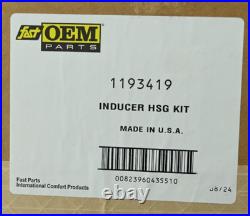 fast OEM
PARTS
1193419
INDUCER HSG KIT
MADE IN U.S.A.
00823960435510
Fast Parts
International Comfort Products
08/24